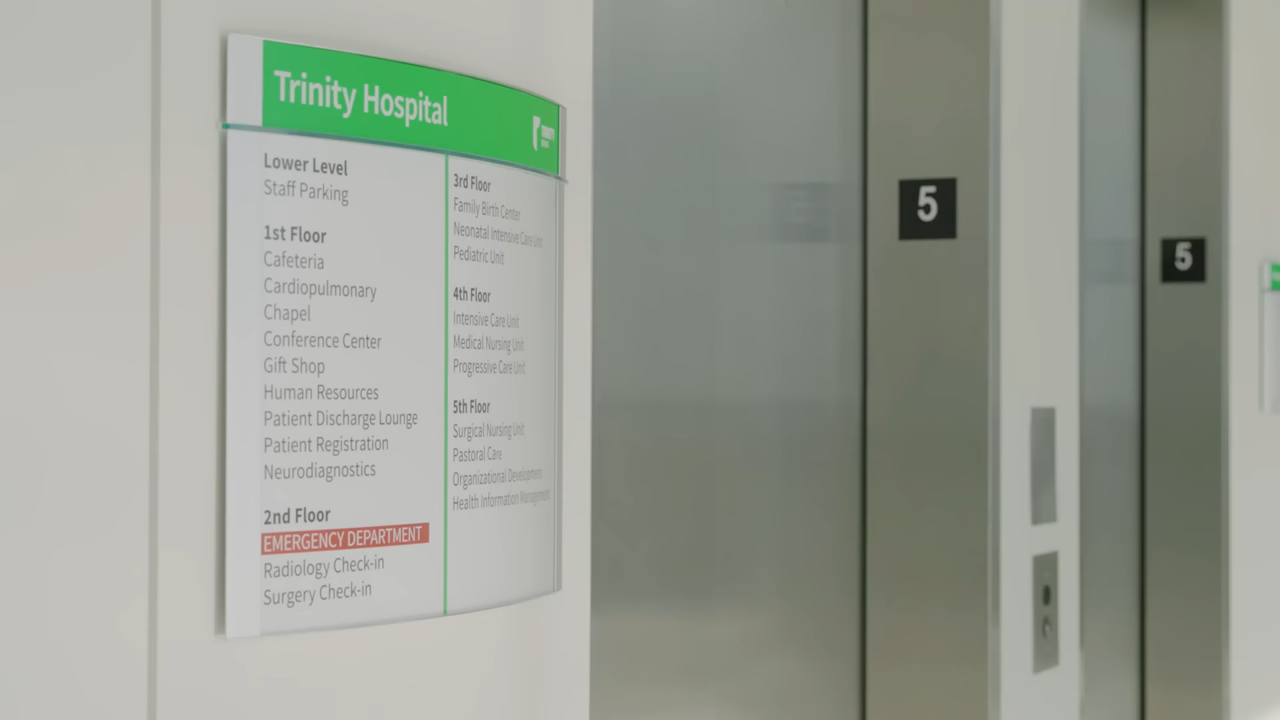 Trinity Hospital
TRINITY
Lower Level
Staff Parking
1st Floor
Cafeteria
Cardiopulmonary
Chapel
Conference Center
Gift Shop
Human Resources
Patient Discharge Lounge
Patient Registration
Neurodiagnostics
2nd Floor
EMERGENCY DEPARTMENT
Radiology Check-in
Surgery Check-in
3rd Floor
Family Birth Center
Neonatal Intensive Care Unit
Pediatric Unit
4th Floor
Intensive Care Unit
Medical Nursing Unit
Progressive Care Unit
5th Floor
Surgical Nursing Unit
Pastoral Care
Organizational Development
Health Information Management
5
5